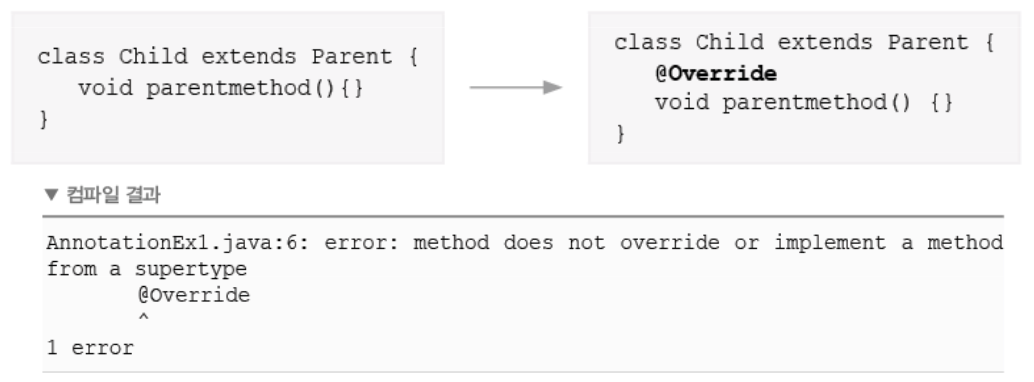 class Child extends Parent {
   void parentmethod(){}
}
class Child extends Parent {
   @Override
   void parentmethod() {}
}
▼ 컴파일 결과
AnnotationEx1.java:6: error: method does not override or implement a method
from a supertype
       @Override
       ^
1 error